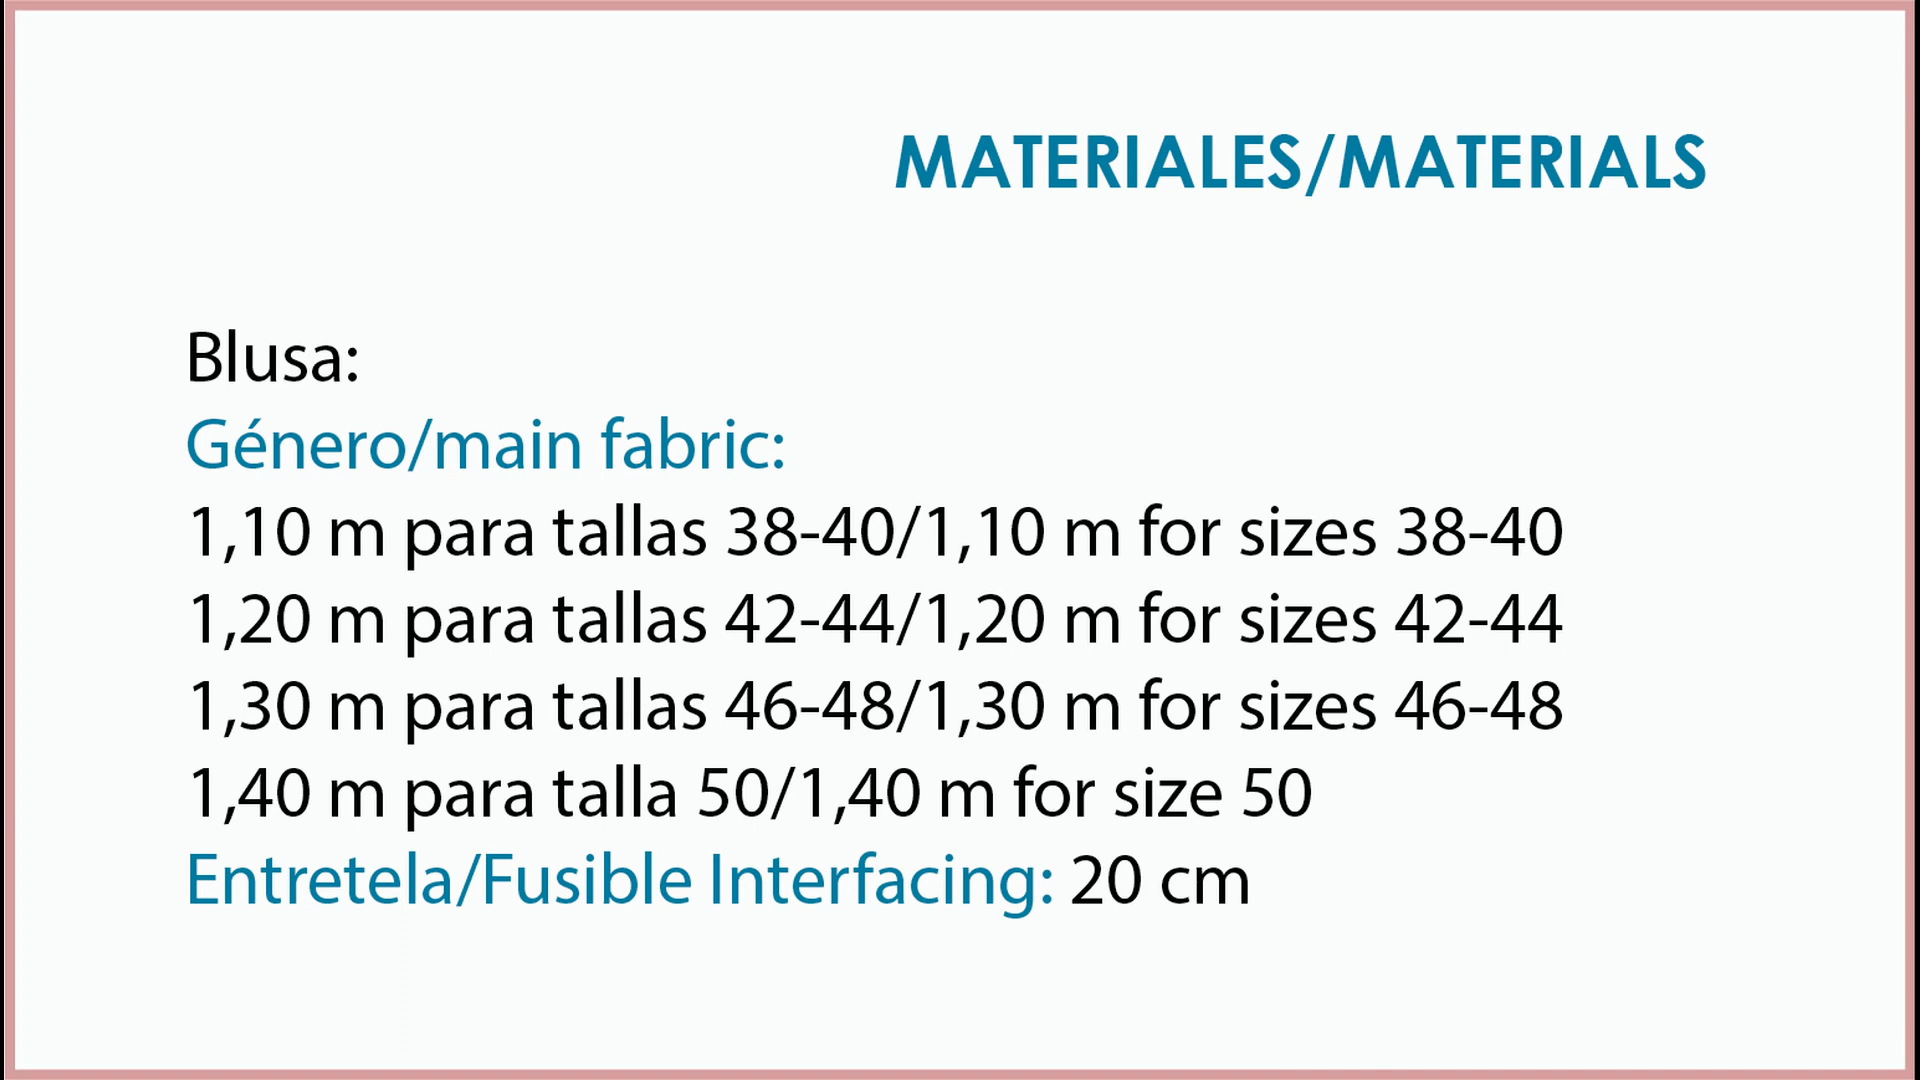 MATERIALES/MATERIALS
Blusa:
Género/main fabric:
1,10 m para tallas 38-40/1,10 m for sizes 38-40
1,20 m para tallas 42-44/1,20 m for sizes 42-44
1,30 m para tallas 46-48/1,30 m for sizes 46-48
1,40 m para talla 50/1,40 m for size 50
Entretela/Fusible Interfacing: 20 cm